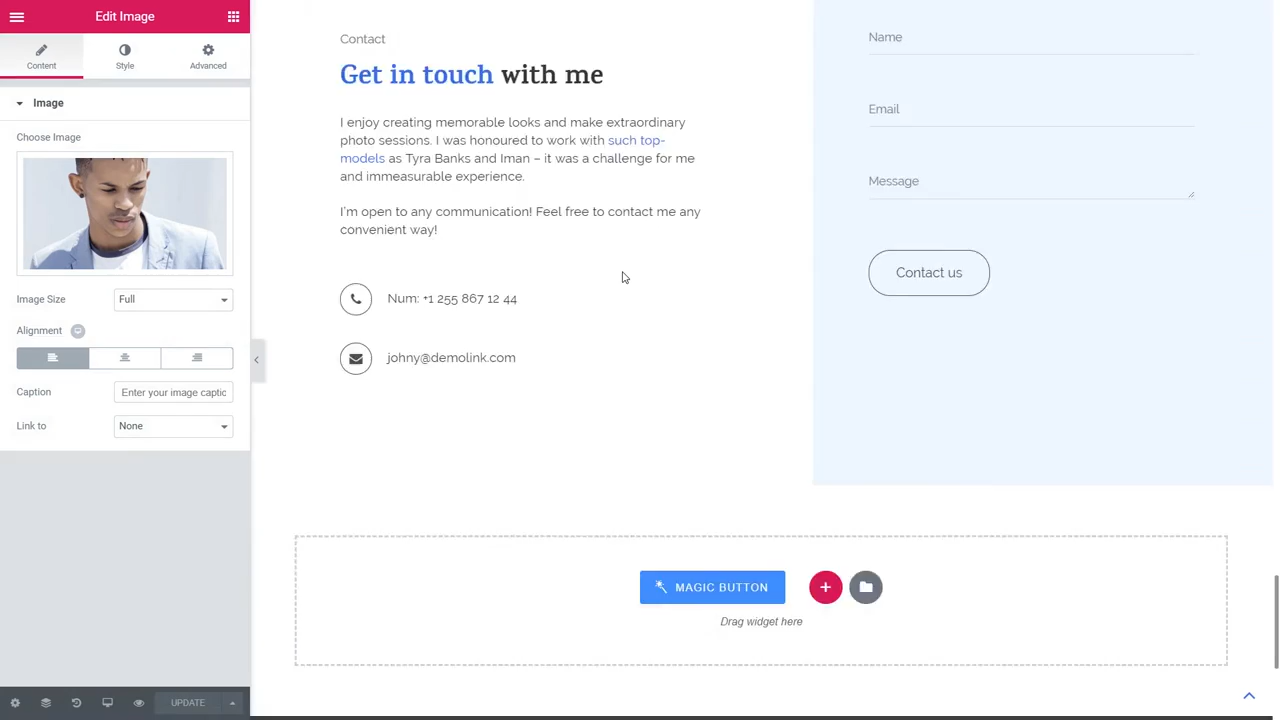 Edit Image
Content
Style
Advanced
Image
Choose Image
Image Size
Full
Alignment
Caption
Enter your image captic
Link to
None
UPDATE
Contact
Get in touch with me
I enjoy creating memorable looks and make extraordinary
photo sessions. I was honoured to work with such top-
models as Tyra Banks and Iman – it was a challenge for me
and immeasurable experience.
I'm open to any communication! Feel free to contact me any
convenient way!
Num: +1 255 867 12 44
johny@demolink.com
Name
Email
Message
Contact us
MAGIC BUTTON
Drag widget here